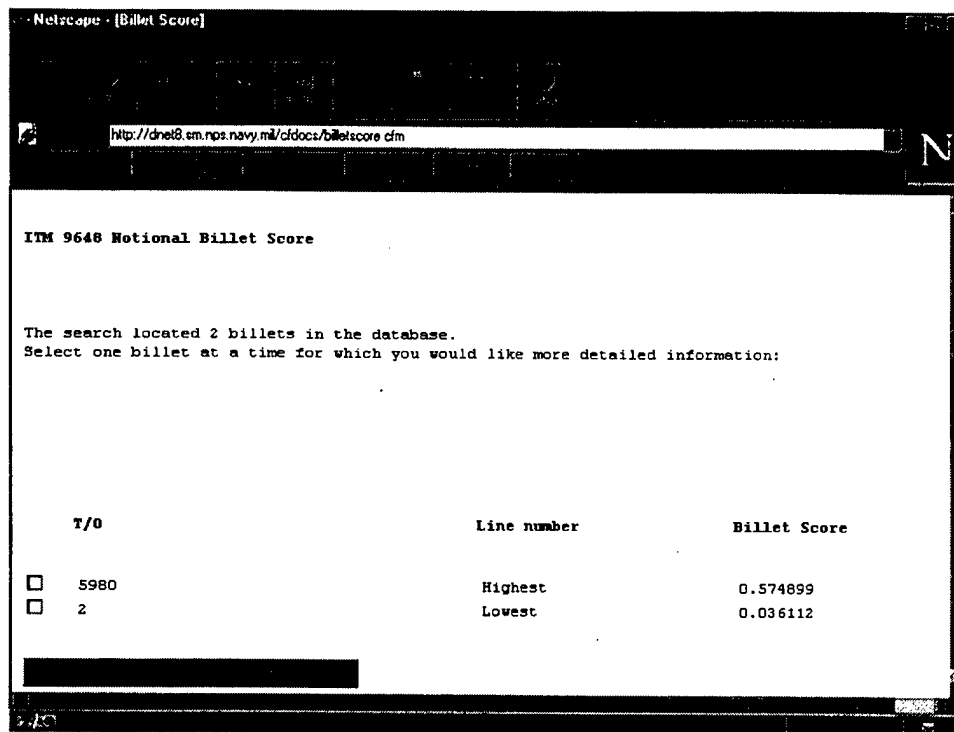 Netscape - [Billet Score]
http://dnet8.sm.nps.navy.mil/cfdocs/billetscore.cfm
N
ITM 9648 Notional Billet Score
The search located 2 billets in the database.
Select one billet at a time for which you would like more detailed information:
T/O Line number Billet Score
5980 Highest 0.574899
2 Lowest 0.036112